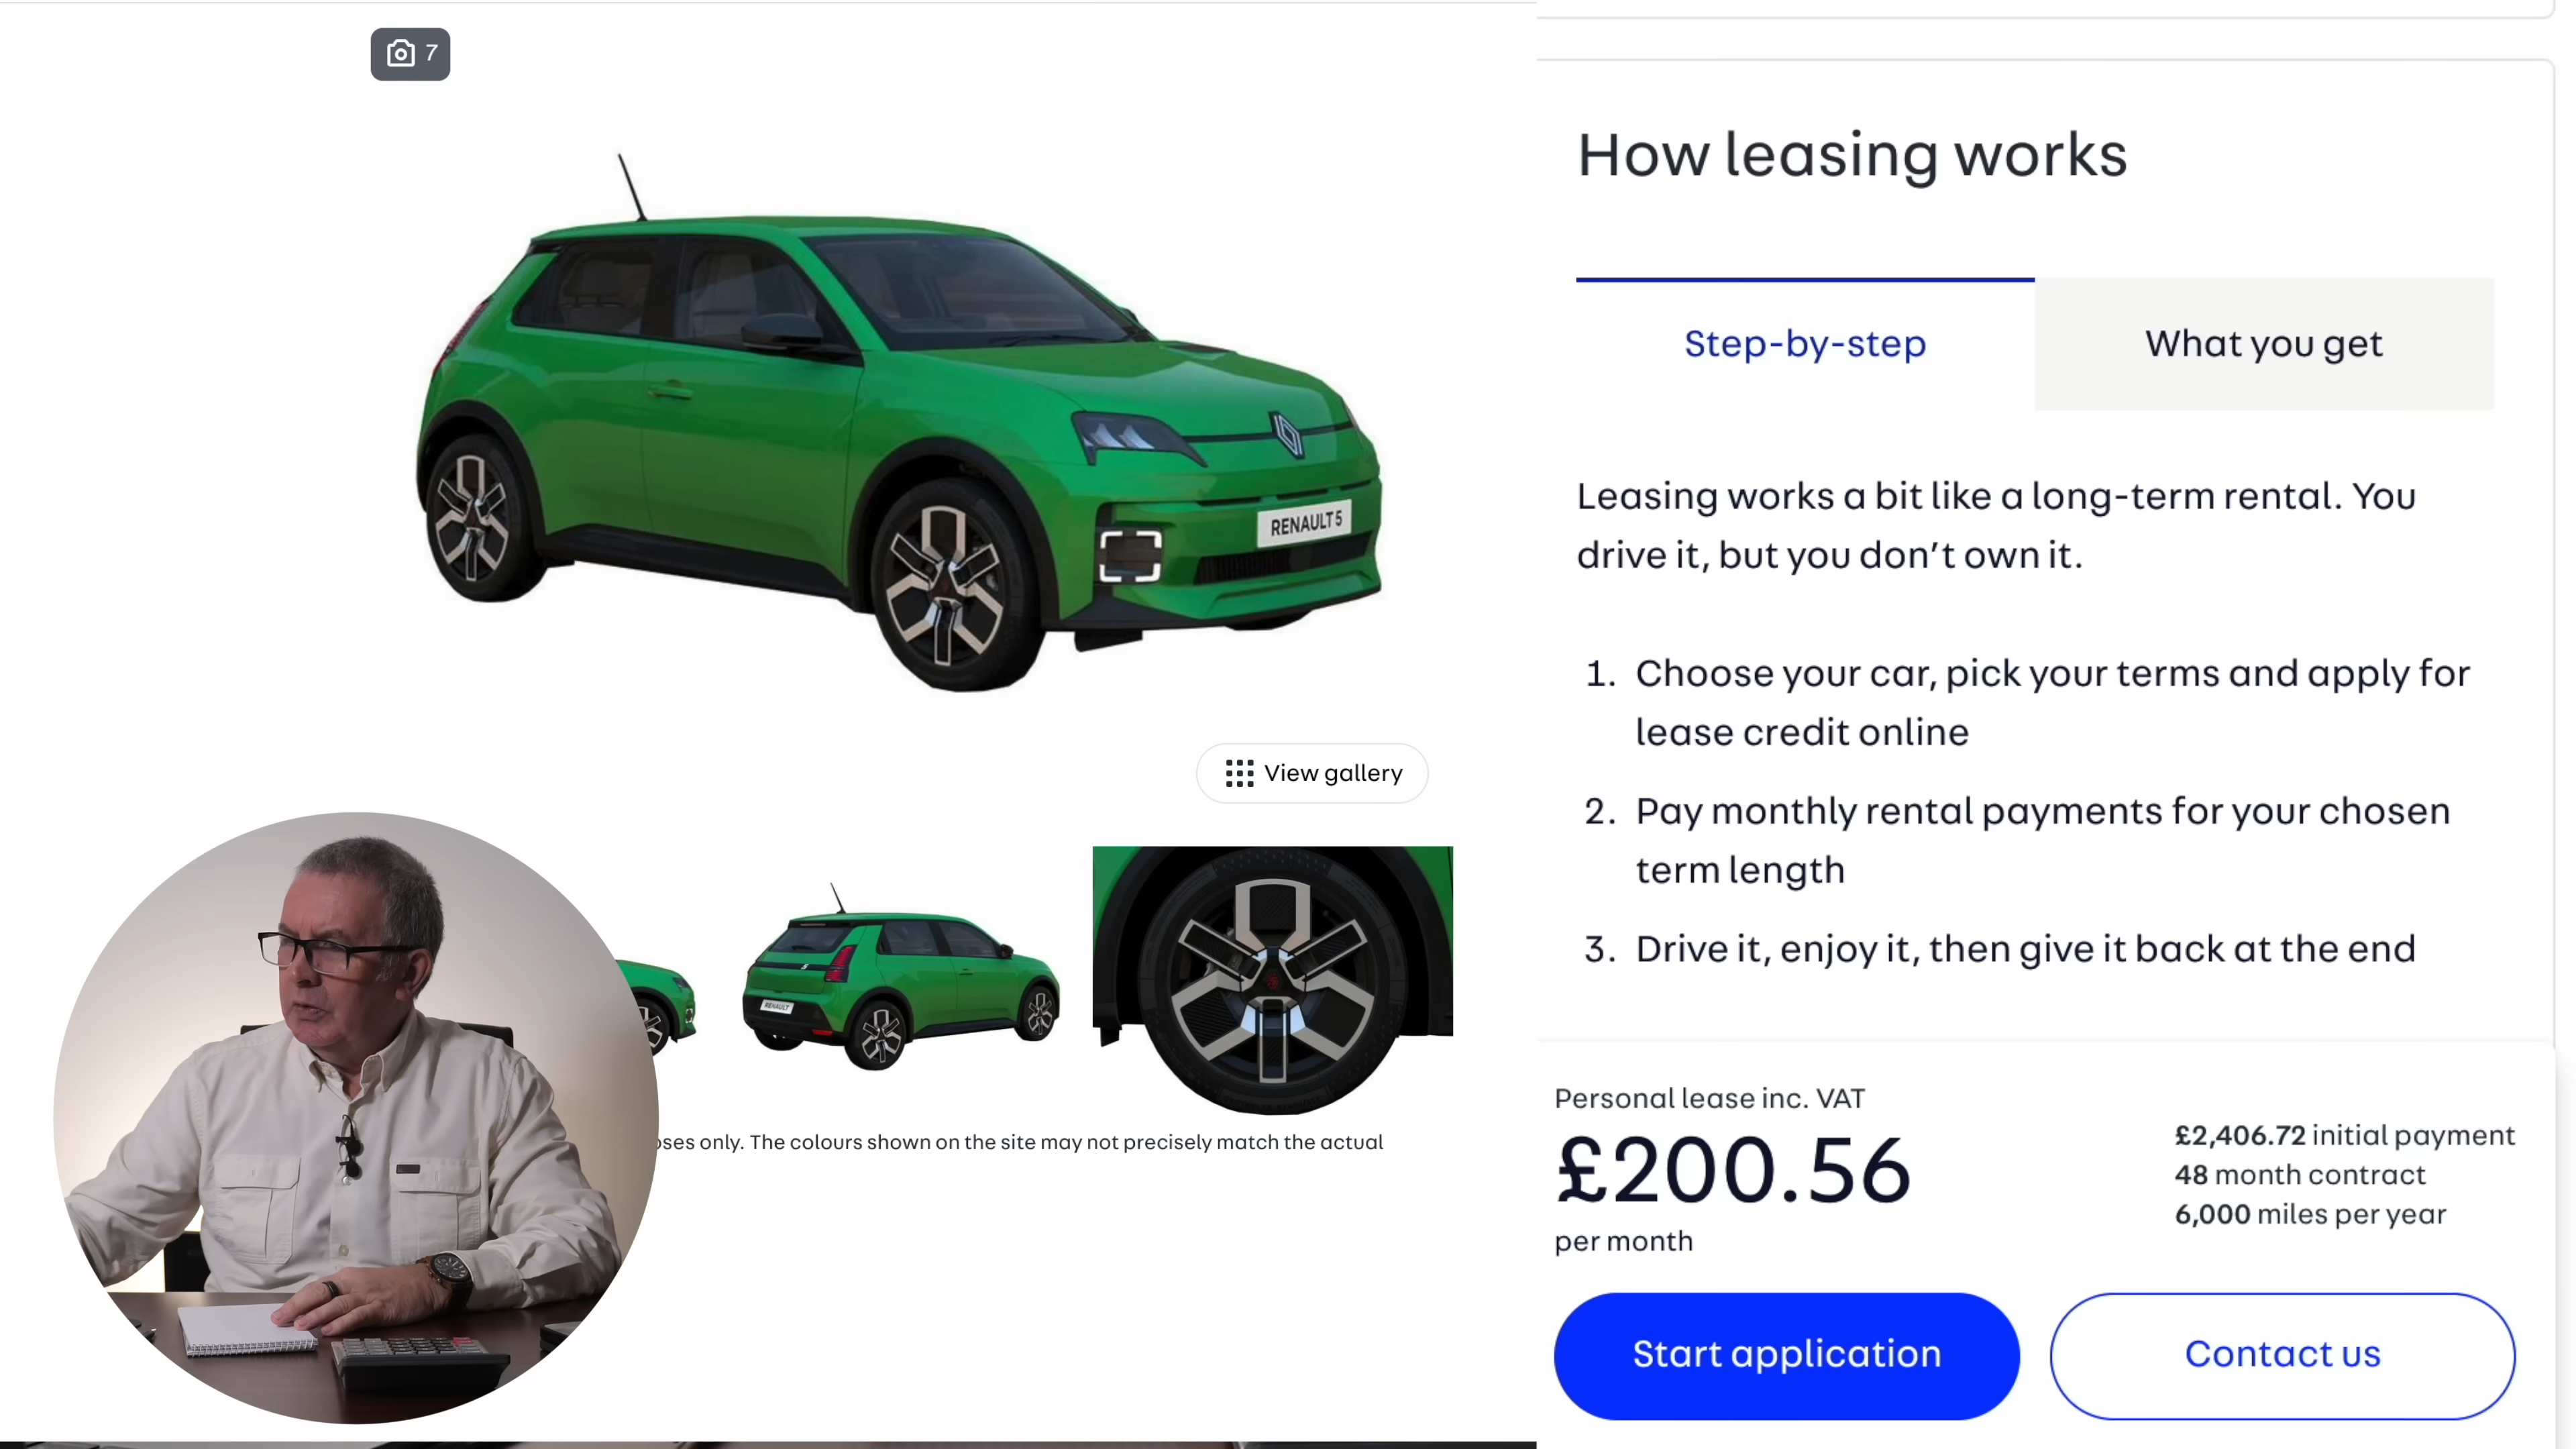 7
RENAULT 5
View gallery
RENAULT
oses only. The colours shown on the site may not precisely match the actual
How leasing works
Step-by-step
What you get
Leasing works a bit like a long-term rental. You
drive it, but you don’t own it.
1. Choose your car, pick your terms and apply for
lease credit online
2. Pay monthly rental payments for your chosen
term length
3. Drive it, enjoy it, then give it back at the end
Personal lease inc. VAT
£200.56
per month
£2,406.72 initial payment
48 month contract
6,000 miles per year
Start application
Contact us